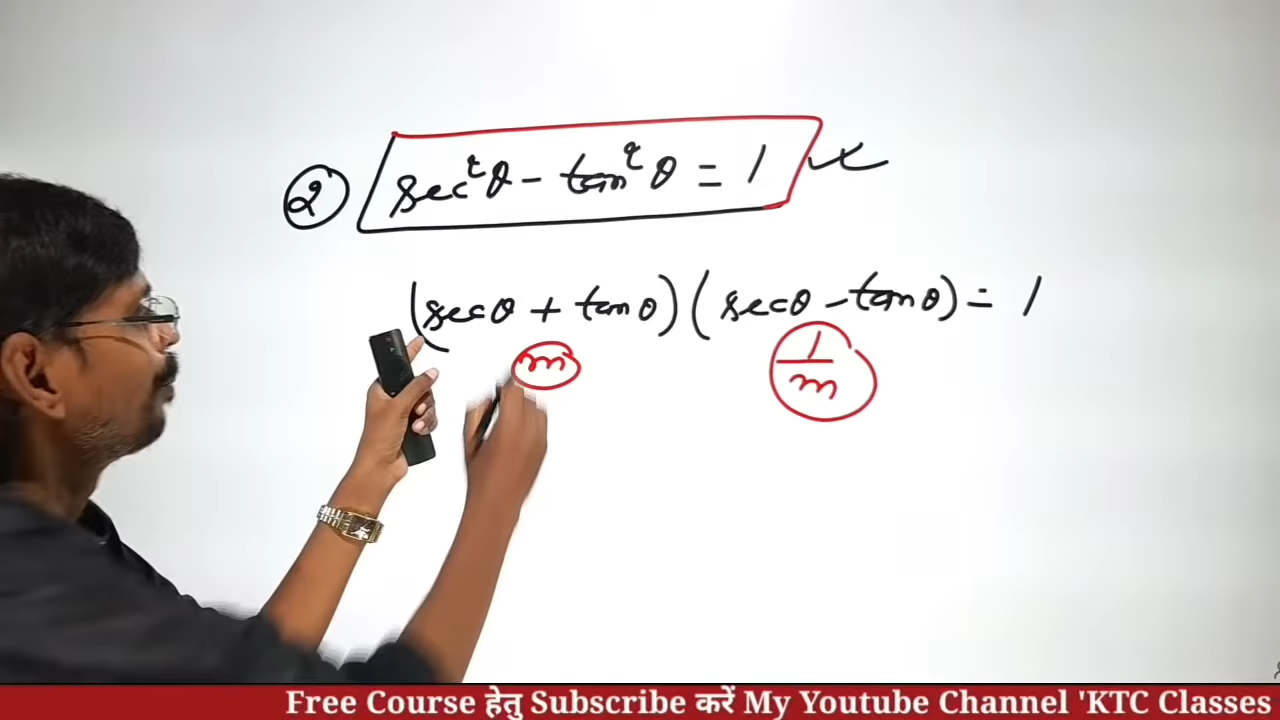 ② sec²θ - tan²θ = 1
(secθ + tanθ)(secθ - tanθ) = 1
m 1/m
Free Course हेतु Subscribe करें My Youtube Channel 'KTC Classes